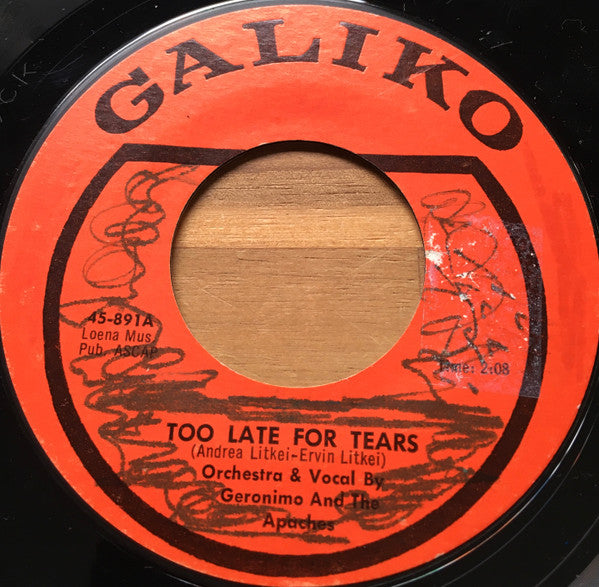 GALIKO
45-891A
Loena Mus
Pub. ASCAP
Time: 2:08
TOO LATE FOR TEARS
(Andrea Litkei-Ervin Litkei)
Orchestra & Vocal By
Geronimo And The
Apaches